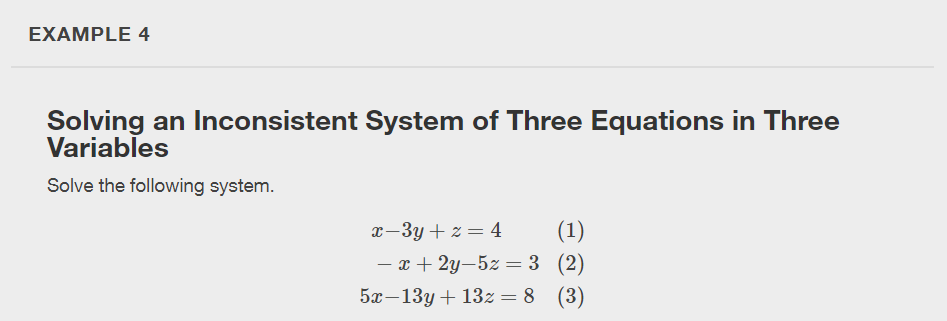 EXAMPLE 4
Solving an Inconsistent System of Three Equations in Three
Variables
Solve the following system.
x−3y + z = 4 (1)
− x + 2y−5z = 3 (2)
5x−13y + 13z = 8 (3)